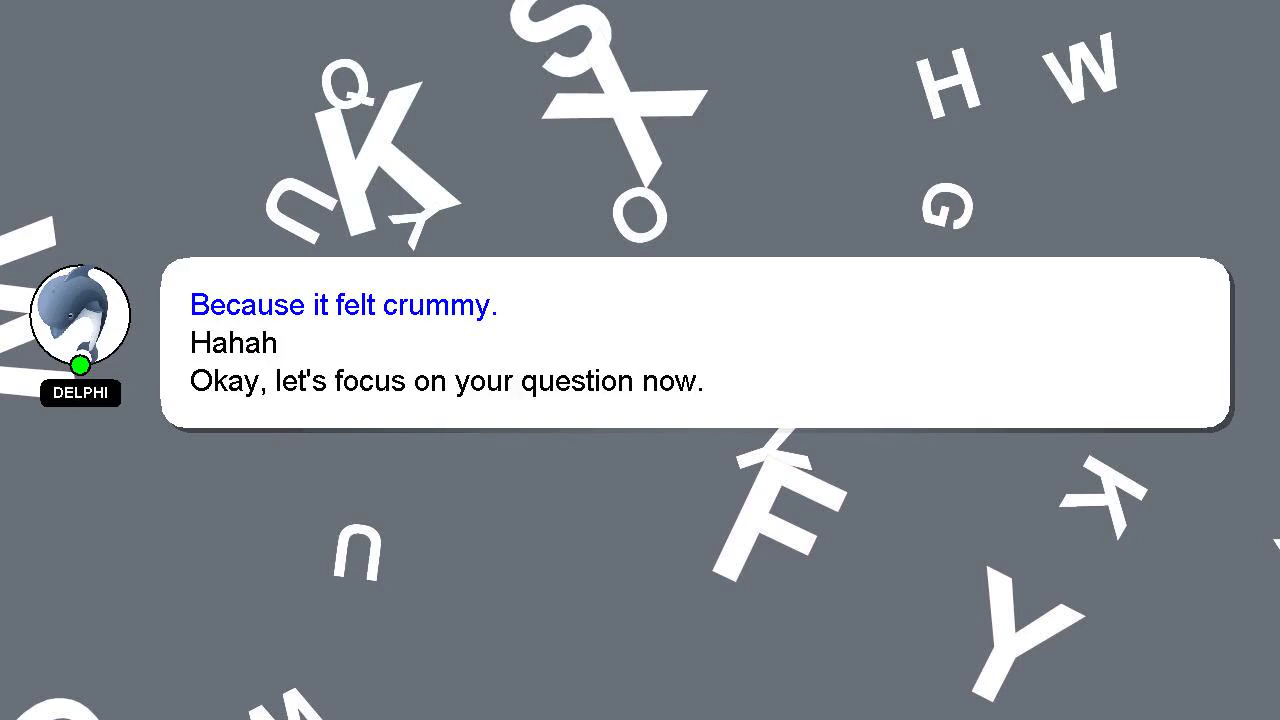 S
Q
H
W
K
X
U
Y
O
G
W
Because it felt crummy.
Hahah
Okay, let's focus on your question now.
DELPHI
K
F
U
Y